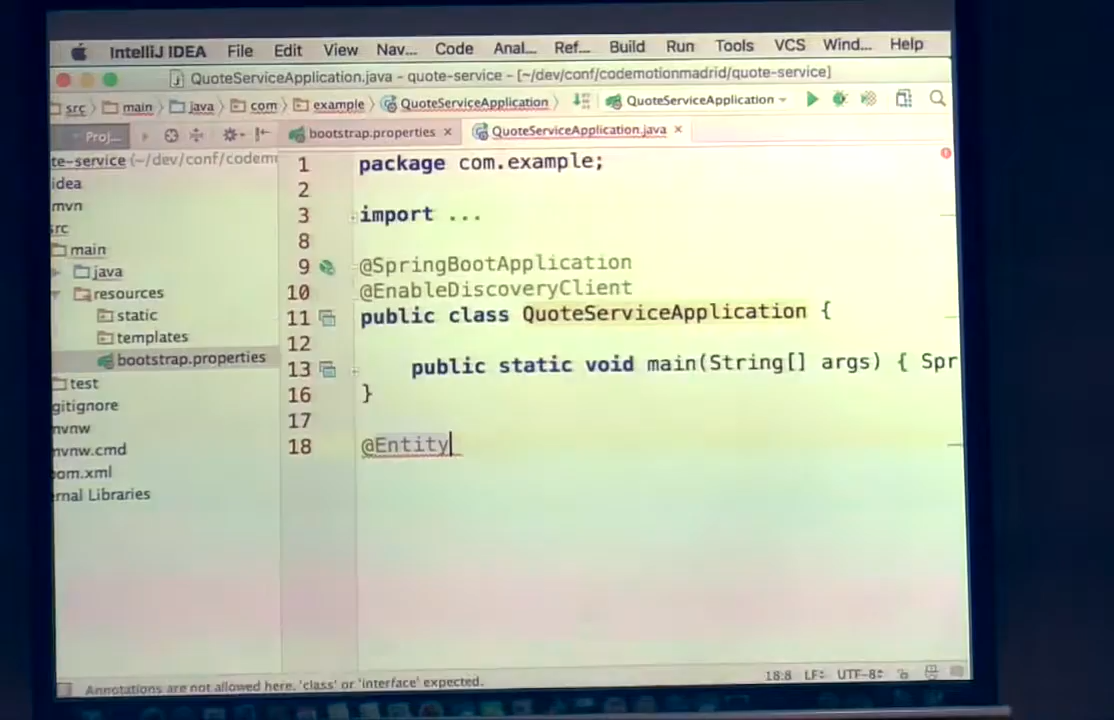 IntelliJ IDEA File Edit View Nav... Code Anal... Ref... Build Run Tools VCS Wind... Help
QuoteServiceApplication.java - quote-service - [~/dev/conf/codemotionmadrid/quote-service]
src main java com example QuoteServiceApplication QuoteServiceApplication
Proj... bootstrap.properties × QuoteServiceApplication.java ×
te-service (~/dev/conf/codem
idea
mvn
src
main
java
resources
static
templates
bootstrap.properties
test
gitignore
mvnw
mvnw.cmd
om.xml
rnal Libraries
1 package com.example;
2
3 import ...
8
9 @SpringBootApplication
10 @EnableDiscoveryClient
11 public class QuoteServiceApplication {
12
13 public static void main(String[] args) { Spr
16 }
17
18 @Entity
Annotations are not allowed here, 'class' or 'interface' expected.
18:8 LF÷ UTF-8÷